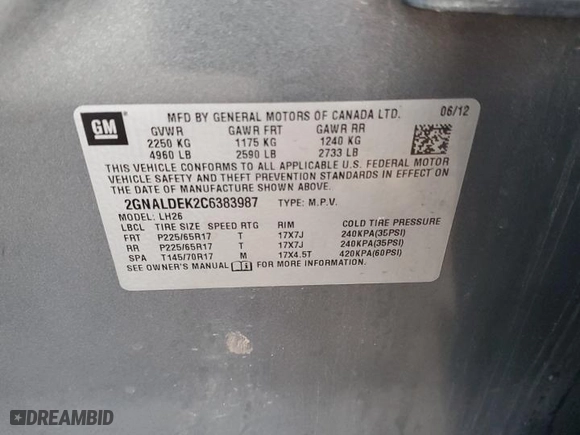 GM
MFD BY GENERAL MOTORS OF CANADA LTD. 06/12
GVWR GAWR FRT GAWR RR
2250 KG 1175 KG 1240 KG
4960 LB 2590 LB 2733 LB
THIS VEHICLE CONFORMS TO ALL APPLICABLE U.S. FEDERAL MOTOR
VEHICLE SAFETY AND THEFT PREVENTION STANDARDS IN EFFECT ON
THE DATE OF MANUFACTURE SHOWN ABOVE.
2GNALDEK2C6383987 TYPE: M.P.V.
MODEL: LH26
LBCL TIRE SIZE SPEED RTG RIM COLD TIRE PRESSURE
FRT P225/65R17 T 17X7J 240KPA(35PSI)
RR P225/65R17 T 17X7J 240KPA(35PSI)
SPA T145/70R17 M 17X4.5T 420KPA(60PSI)
SEE OWNER'S MANUAL FOR MORE INFORMATION.
DREAMBID